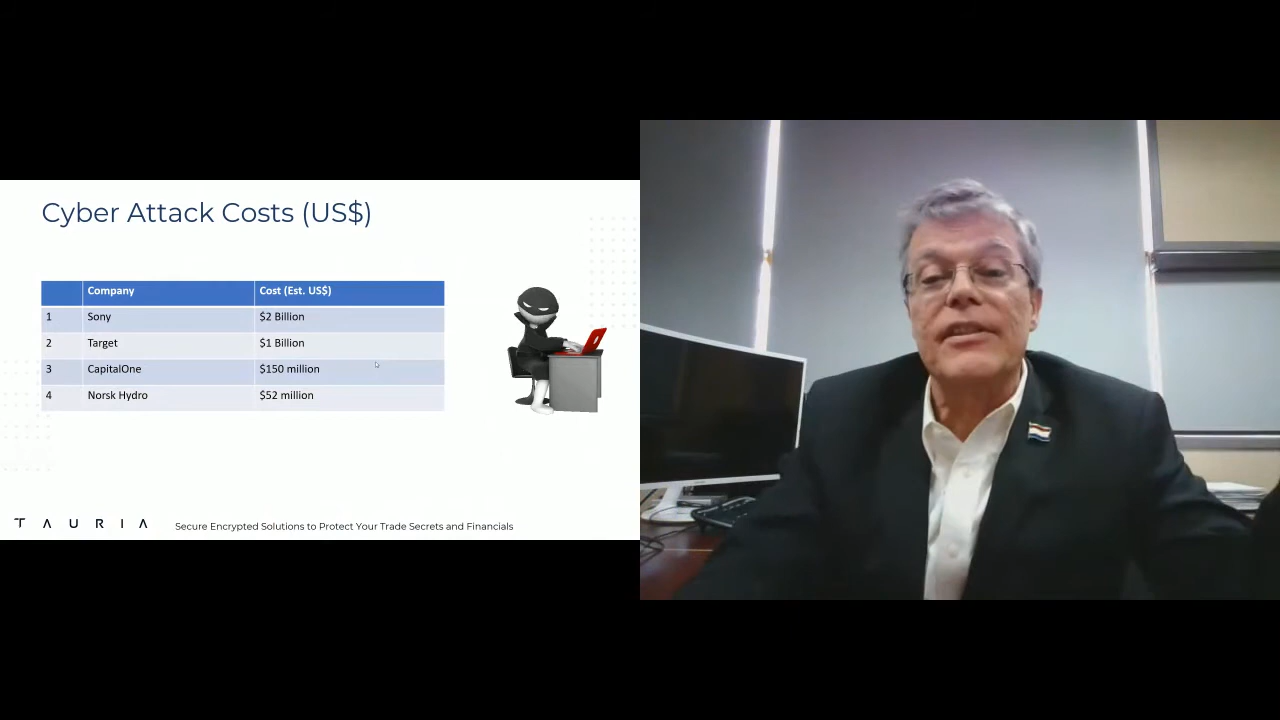 Cyber Attack Costs (US$)
Company Cost (Est. US$)
1 Sony $2 Billion
2 Target $1 Billion
3 CapitalOne $150 million
4 Norsk Hydro $52 million
TAURIA Secure Encrypted Solutions to Protect Your Trade Secrets and Financials